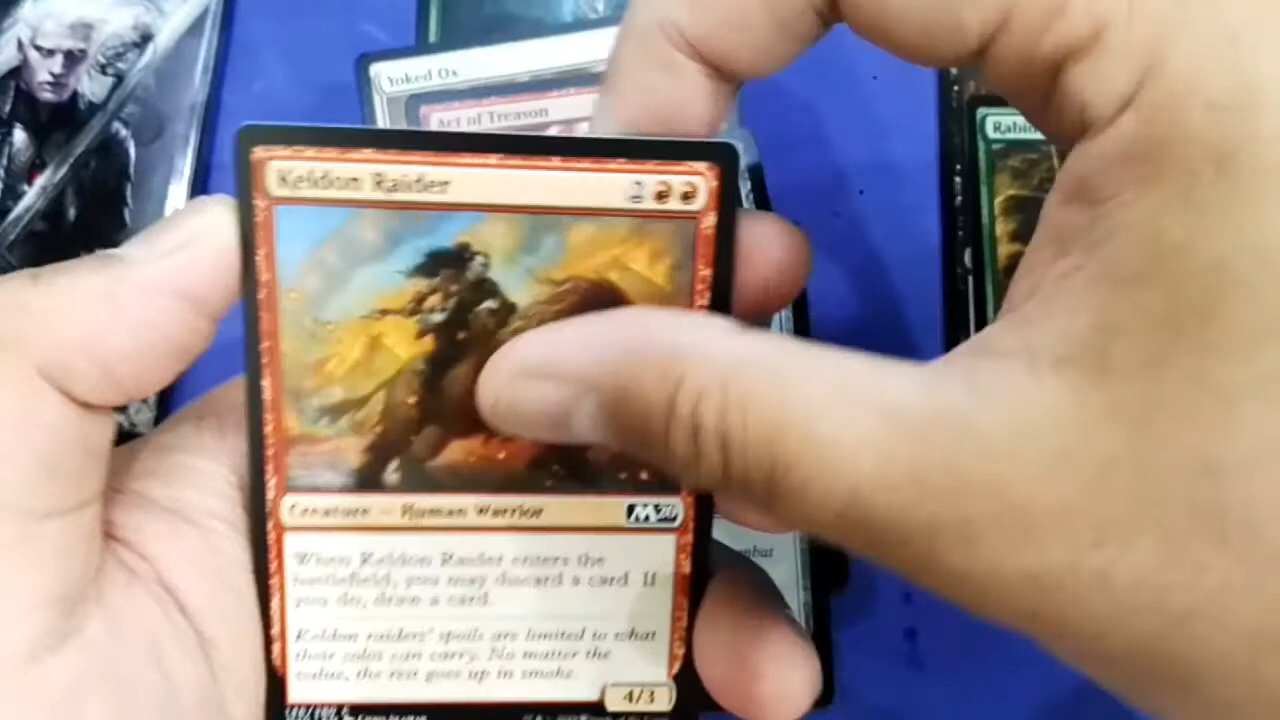 Yoked Ox
Act of Treason
Rabid
Keldon Raider
2
Creature — Human Warrior
M20
When Keldon Raider enters the
battlefield, you may discard a card. If
you do, draw a card.
Keldon raiders' spoils are limited to what
their colos can carry. No matter the
value, the rest goes up in smoke.
4/3